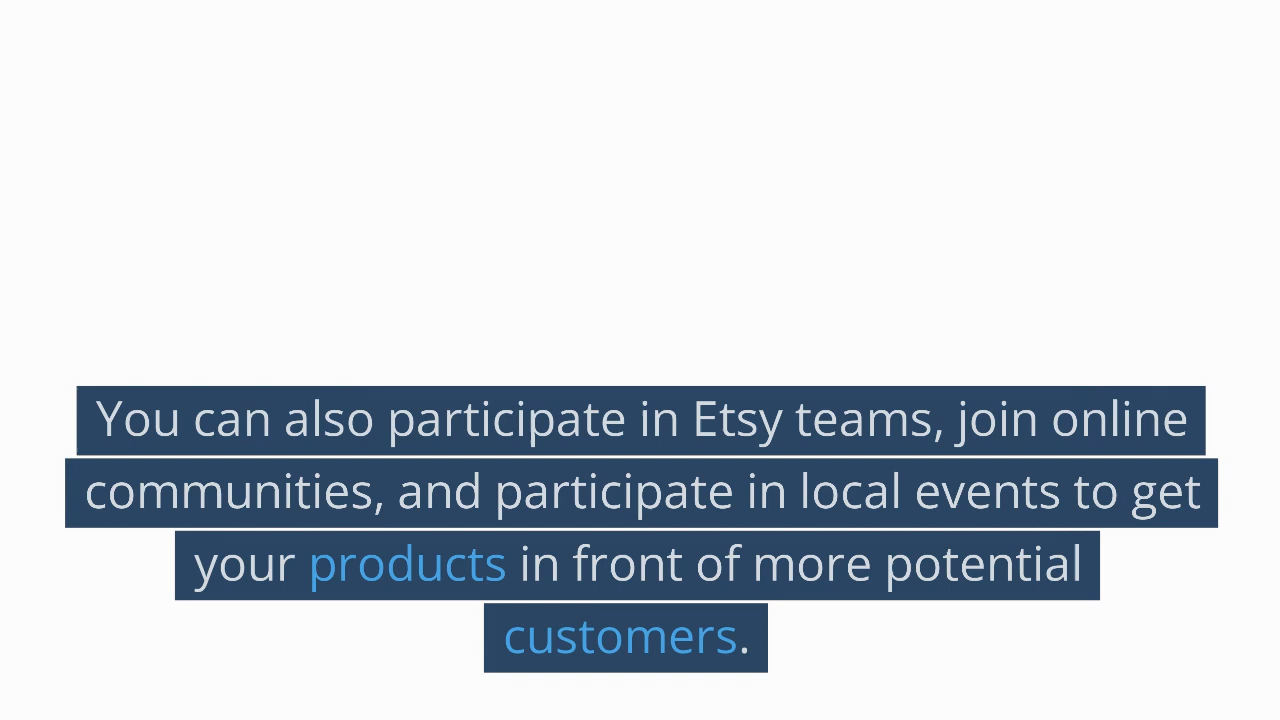 You can also participate in Etsy teams, join online
communities, and participate in local events to get
your products in front of more potential
customers.